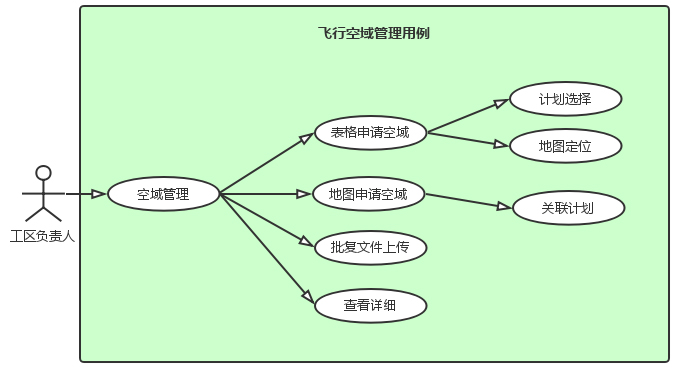 飞行空域管理用例
计划选择
表格申请空域
地图定位
空域管理
地图申请空域
关联计划
工区负责人
批复文件上传
查看详细